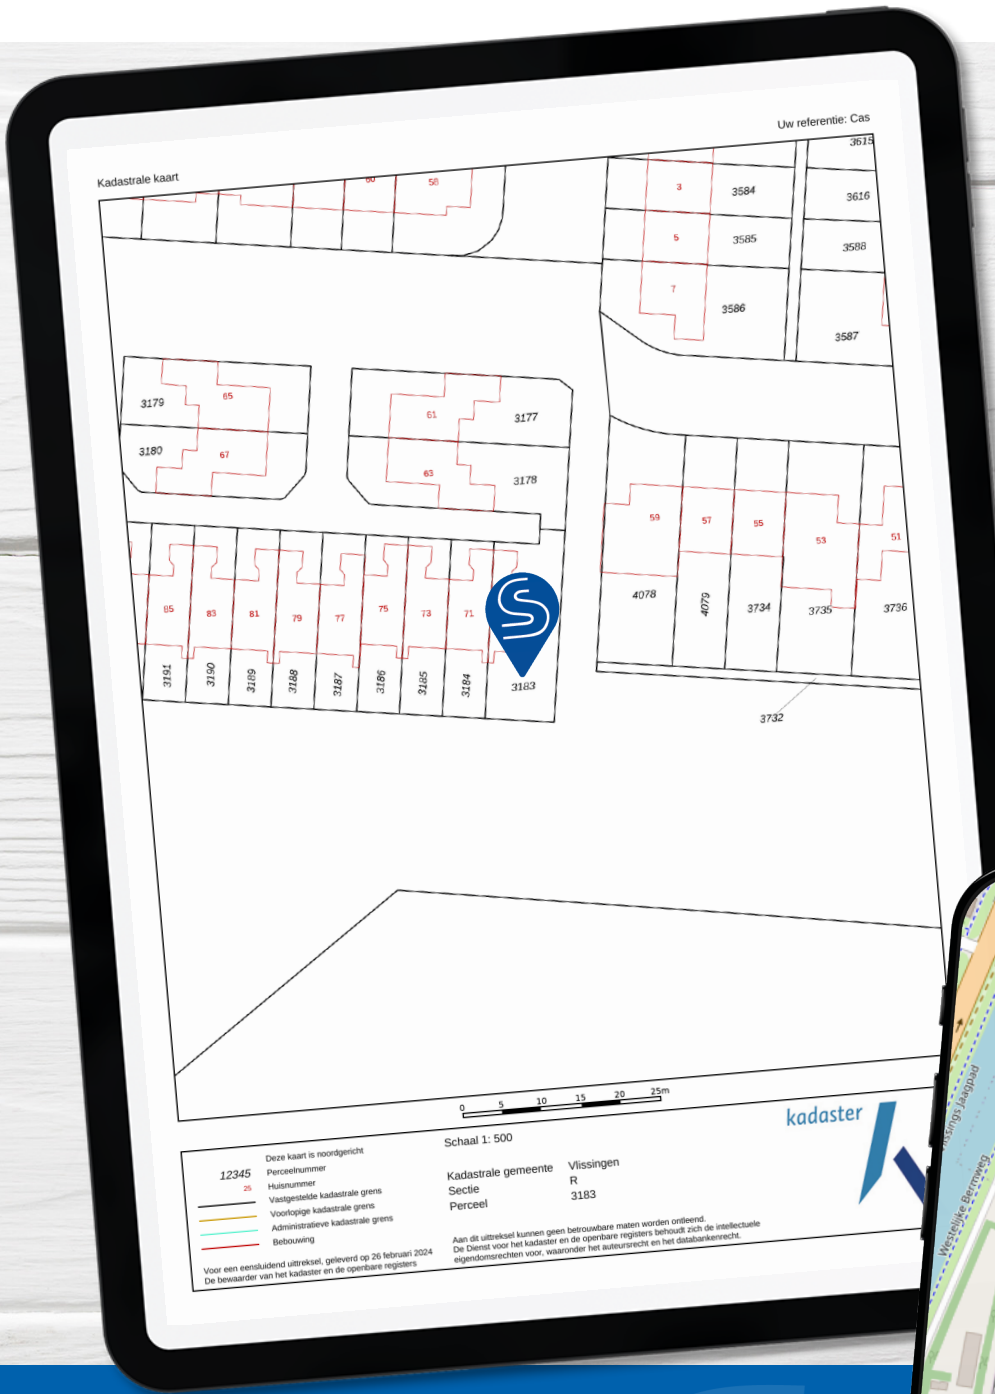 Uw referentie: Cas
Kadastrale kaart
3615
60
58
3
3584
3616
5
3585
3588
7
3586
3587
3179
65
61
3177
3180
67
63
3178
59
57
55
53
51
4078
4079
3734
3735
3736
85
83
81
79
77
75
73
71
3191
3190
3189
3188
3187
3186
3185
3184
3183
3732
0 5 10 15 20 25m
Schaal 1: 500
kadaster
Deze kaart is noordgericht
12345 Perceelnummer
25 Huisnummer
Vastgestelde kadastrale grens
Voorlopige kadastrale grens
Administratieve kadastrale grens
Bebouwing
Kadastrale gemeente Vlissingen
Sectie R
Perceel 3183
Voor een eensluidend uittreksel, geleverd op 26 februari 2024
De bewaarder van het kadaster en de openbare registers
Aan dit uittreksel kunnen geen betrouwbare maten worden ontleend.
De Dienst voor het kadaster en de openbare registers behoudt zich de intellectuele
eigendomsrechten voor, waaronder het auteursrecht en het databankenrecht.
Jaagpad
Westelijke Bermweg